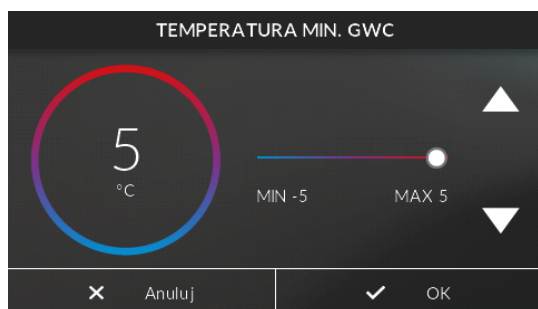 TEMPERATURA MIN. GWC
5
°C
MIN -5 MAX 5
Anuluj OK